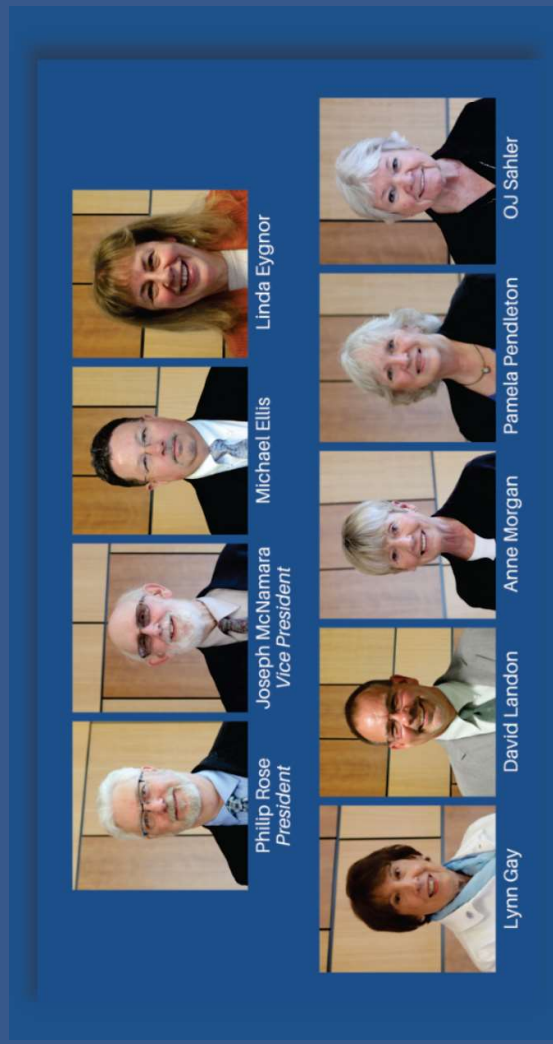 Philip Rose
President
Joseph McNamara
Vice President
Michael Ellis
Linda Eygnor
Lynn Gay
David Landon
Anne Morgan
Pamela Pendleton
OJ Sahler